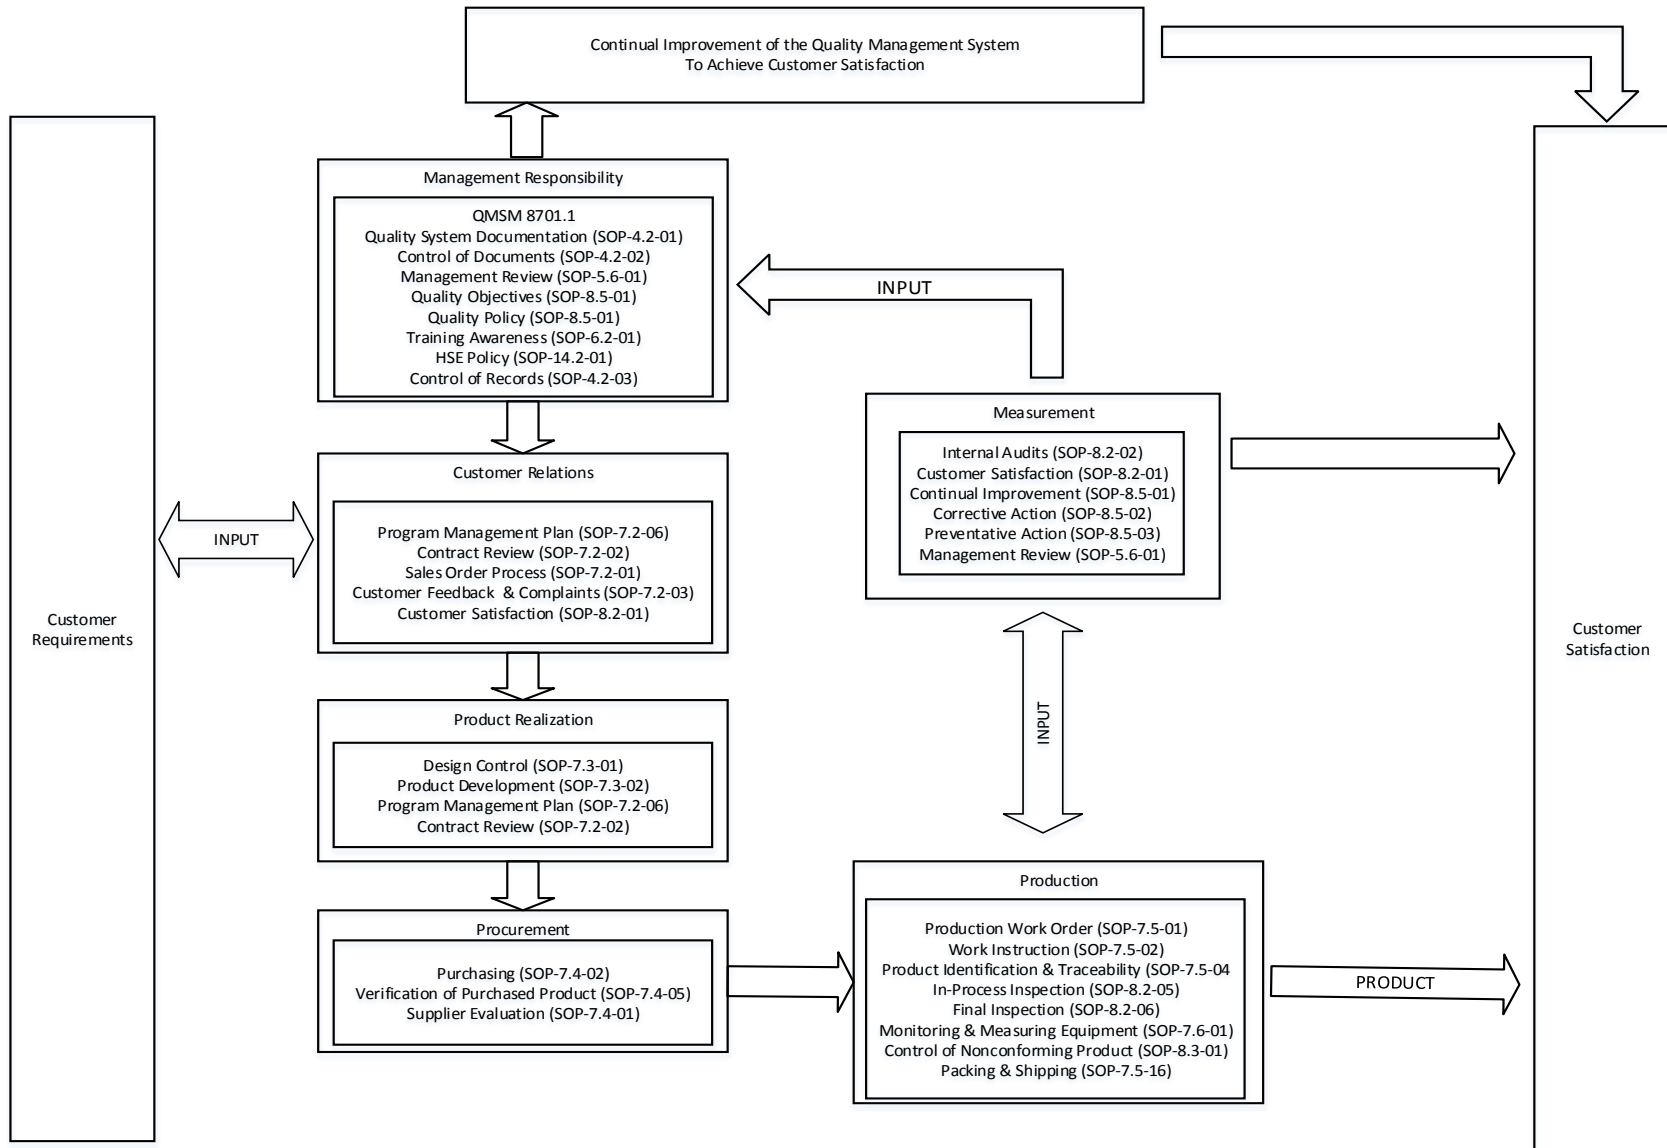 Continual Improvement of the Quality Management System
To Achieve Customer Satisfaction
Customer
Requirements
INPUT
Management Responsibility
QMSM 8701.1
Quality System Documentation (SOP-4.2-01)
Control of Documents (SOP-4.2-02)
Management Review (SOP-5.6-01)
Quality Objectives (SOP-8.5-01)
Quality Policy (SOP-8.5-01)
Training Awareness (SOP-6.2-01)
HSE Policy (SOP-14.2-01)
Control of Records (SOP-4.2-03)
Customer Relations
Program Management Plan (SOP-7.2-06)
Contract Review (SOP-7.2-02)
Sales Order Process (SOP-7.2-01)
Customer Feedback & Complaints (SOP-7.2-03)
Customer Satisfaction (SOP-8.2-01)
Product Realization
Design Control (SOP-7.3-01)
Product Development (SOP-7.3-02)
Program Management Plan (SOP-7.2-06)
Contract Review (SOP-7.2-02)
Procurement
Purchasing (SOP-7.4-02)
Verification of Purchased Product (SOP-7.4-05)
Supplier Evaluation (SOP-7.4-01)
INPUT
Measurement
Internal Audits (SOP-8.2-02)
Customer Satisfaction (SOP-8.2-01)
Continual Improvement (SOP-8.5-01)
Corrective Action (SOP-8.5-02)
Preventative Action (SOP-8.5-03)
Management Review (SOP-5.6-01)
INPUT
Production
Production Work Order (SOP-7.5-01)
Work Instruction (SOP-7.5-02)
Product Identification & Traceability (SOP-7.5-04
In-Process Inspection (SOP-8.2-05)
Final Inspection (SOP-8.2-06)
Monitoring & Measuring Equipment (SOP-7.6-01)
Control of Nonconforming Product (SOP-8.3-01)
Packing & Shipping (SOP-7.5-16)
PRODUCT
Customer
Satisfaction